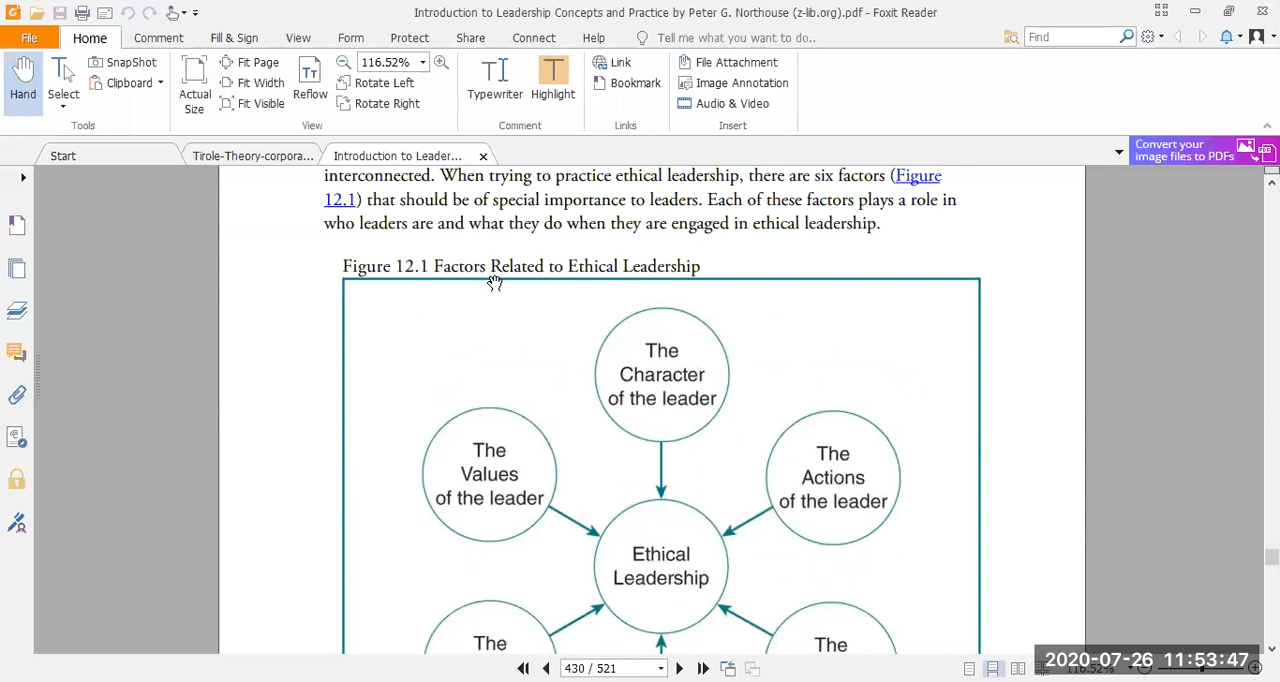 Introduction to Leadership Concepts and Practice by Peter G. Northouse (z-lib.org).pdf - Foxit Reader
File Home Comment Fill & Sign View Form Protect Share Connect Help Tell me what you want to do.. Find
Hand
Select
SnapShot
Clipboard
Tools
Actual
Size
Fit Page
Fit Width
Fit Visible
Reflow
116.52%
Rotate Left
Rotate Right
View
Typewriter
Highlight
Comment
Link
Bookmark
Links
File Attachment
Image Annotation
Audio & Video
Insert
Start Tirole-Theory-corpora... Introduction to Leader...
Convert your
image files to PDFs
PDF
interconnected. When trying to practice ethical leadership, there are six factors (Figure
12.1) that should be of special importance to leaders. Each of these factors plays a role in
who leaders are and what they do when they are engaged in ethical leadership.
Figure 12.1 Factors Related to Ethical Leadership
The
Character
of the leader
The
Values
of the leader
The
Actions
of the leader
Ethical
Leadership
The
The
430 / 521
2020-07-26 11:53:47
116.52%